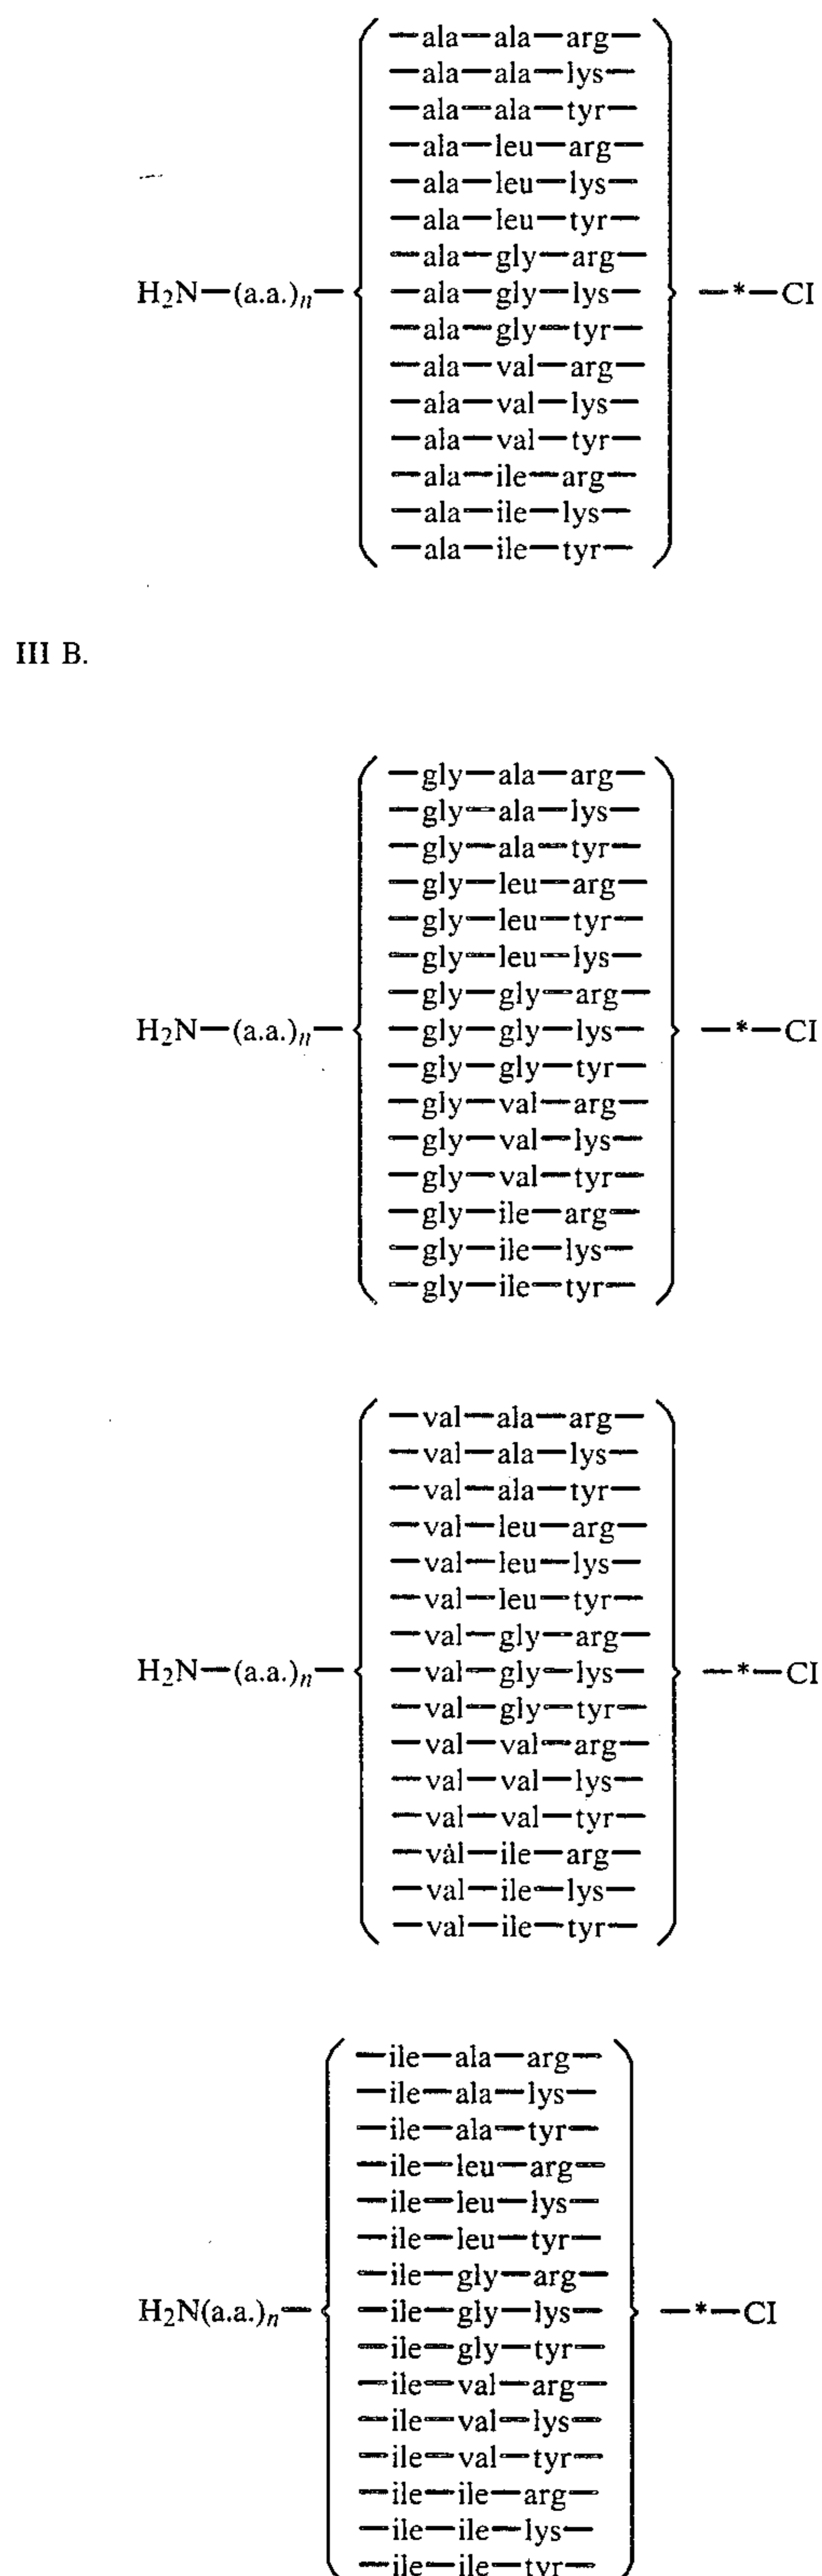 —ala—ala—arg—
—ala—ala—lys—
—ala—ala—tyr—
—ala—leu—arg—
—ala—leu—lys—
—ala—leu—tyr—
—ala—gly—arg—
H₂N—(a.a.)ₙ— —ala—gly—lys— —*—CI
—ala—gly—tyr—
—ala—val—arg—
—ala—val—lys—
—ala—val—tyr—
—ala—ile—arg—
—ala—ile—lys—
—ala—ile—tyr—
III B.
—gly—ala—arg—
—gly—ala—lys—
—gly—ala—tyr—
—gly—leu—arg—
—gly—leu—tyr—
—gly—leu—lys—
—gly—gly—arg—
H₂N—(a.a.)ₙ— —gly—gly—lys— —*—CI
—gly—gly—tyr—
—gly—val—arg—
—gly—val—lys—
—gly—val—tyr—
—gly—ile—arg—
—gly—ile—lys—
—gly—ile—tyr—
—val—ala—arg—
—val—ala—lys—
—val—ala—tyr—
—val—leu—arg—
—val—leu—lys—
—val—leu—tyr—
—val—gly—arg—
H₂N—(a.a.)ₙ— —val—gly—lys— —*—CI
—val—gly—tyr—
—val—val—arg—
—val—val—lys—
—val—val—tyr—
—val—ile—arg—
—val—ile—lys—
—val—ile—tyr—
—ile—ala—arg—
—ile—ala—lys—
—ile—ala—tyr—
—ile—leu—arg—
—ile—leu—lys—
—ile—leu—tyr—
—ile—gly—arg—
H₂N(a.a.)ₙ— —ile—gly—lys— —*—CI
—ile—gly—tyr—
—ile—val—arg—
—ile—val—lys—
—ile—val—tyr—
—ile—ile—arg—
—ile—ile—lys—
—ile—ile—tyr—